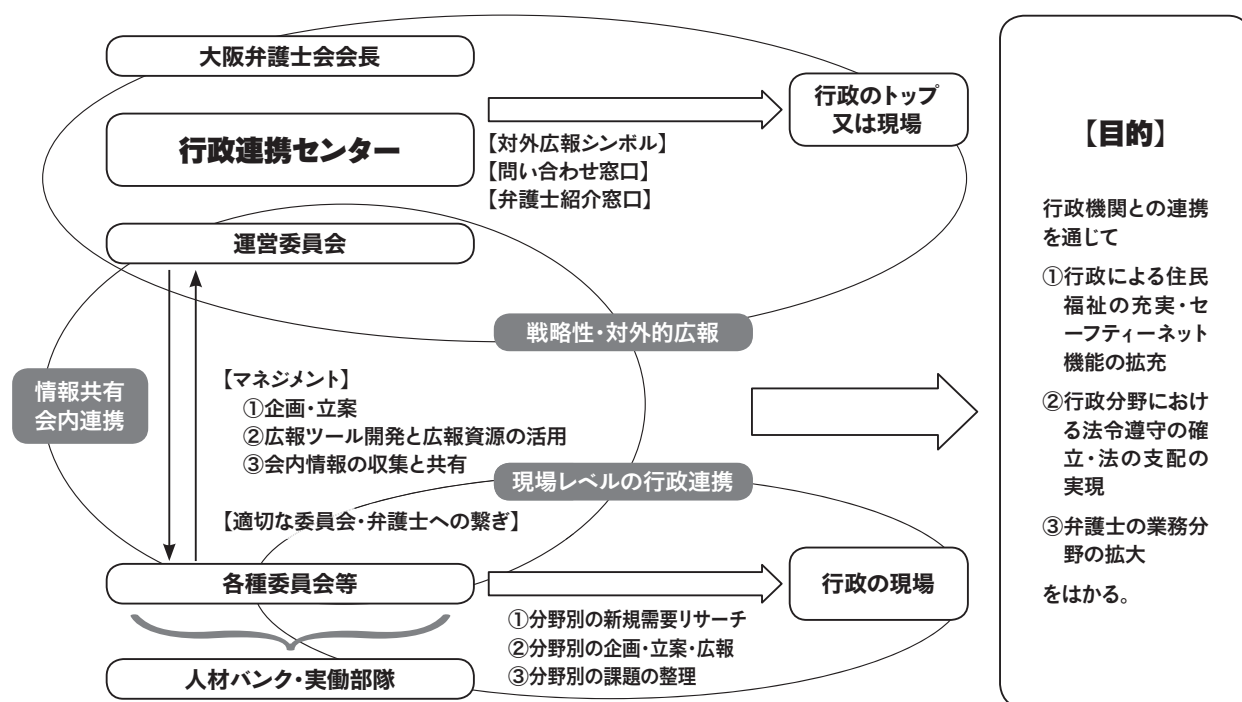 大阪弁護士会会長
行政連携センター
【対外広報シンボル】
【問い合わせ窓口】
【弁護士紹介窓口】
行政のトップ
又は現場
運営委員会
戦略性・対外的広報
情報共有
会内連携
【マネジメント】
①企画・立案
②広報ツール開発と広報資源の活用
③会内情報の収集と共有
現場レベルの行政連携
【適切な委員会・弁護士への繋ぎ】
各種委員会等
行政の現場
①分野別の新規需要リサーチ
②分野別の企画・立案・広報
③分野別の課題の整理
人材バンク・実働部隊
【目的】
行政機関との連携
を通じて
①行政による住民
福祉の充実・セ
ーフティーネット
機能の拡充
②行政分野におけ
る法令遵守の確
立・法の支配の
実現
③弁護士の業務分
野の拡大
をはかる。